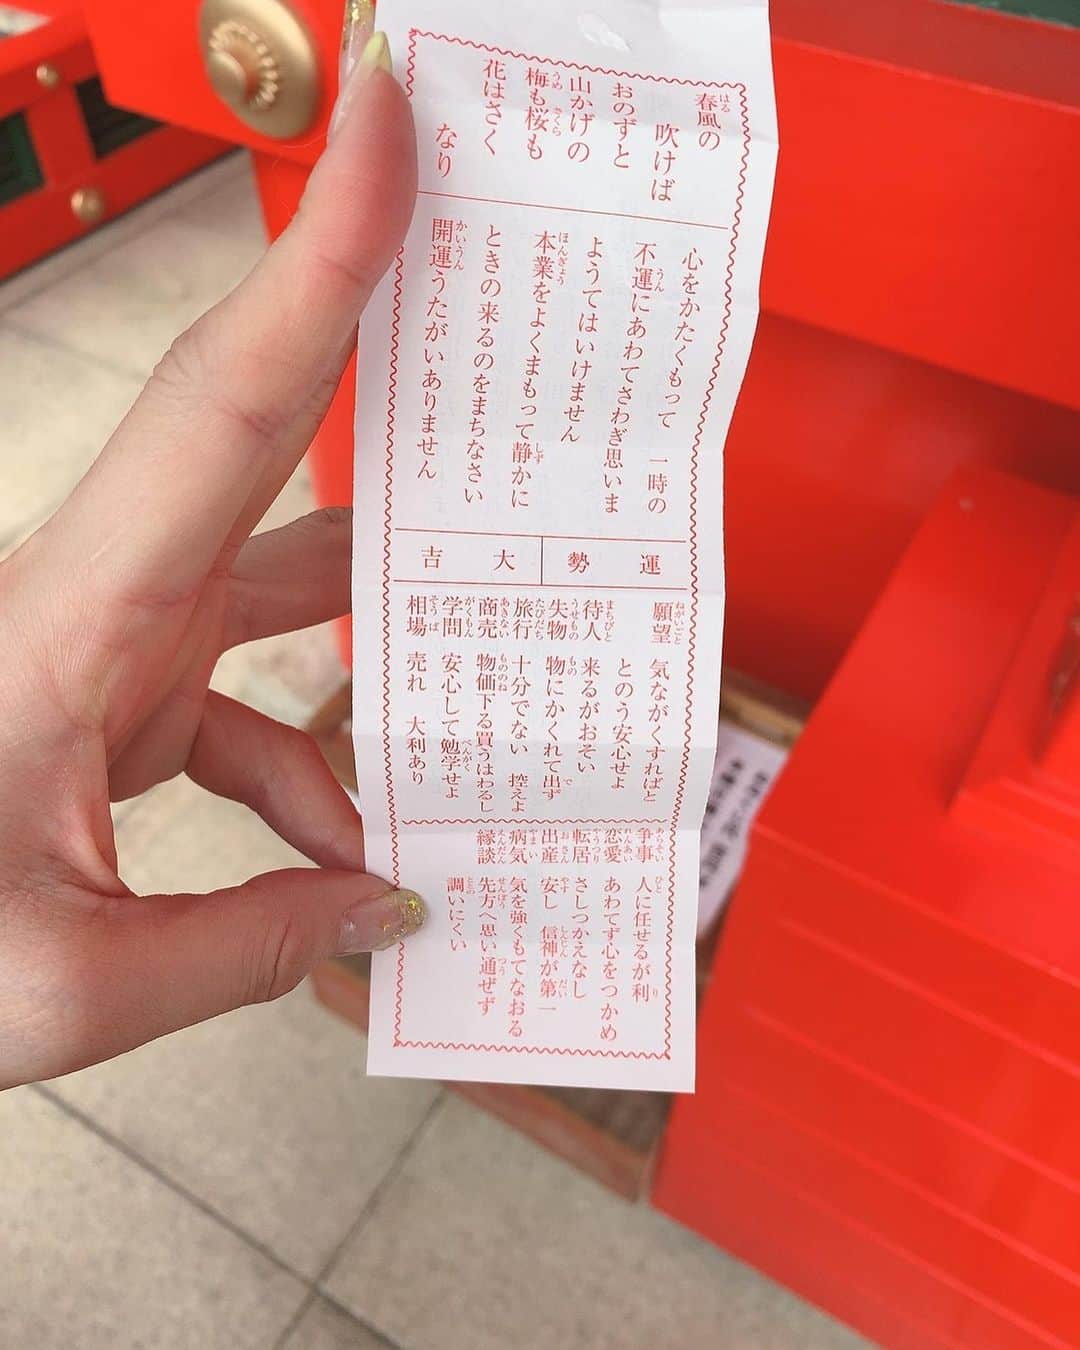 春風の
吹けば
おのずと
山かげの
梅も桜も
花はさく
なり
心をかたくもって　一時の
不運にあわてさわぎ思いま
ようてはいけません
本業をよくまもって静かに
ときの来るのをまちなさい
開運うたがいありません
運勢　大吉
願望　気ながくすればと
とのう安心せよ
待人　来るがおそい
失物　物にかくれて出ず
旅行　十分でない　控えよ
商売　物価下る買うはわるし
学問　安心して勉学せよ
相場　売れ　大利あり
争事　人に任せるが利
恋愛　あわてず心をつかめ
転居　さしつかえなし
出産　安し　信神が第一
病気　気を強くもてなおる
縁談　先方へ思い通ぜず
調いにくい